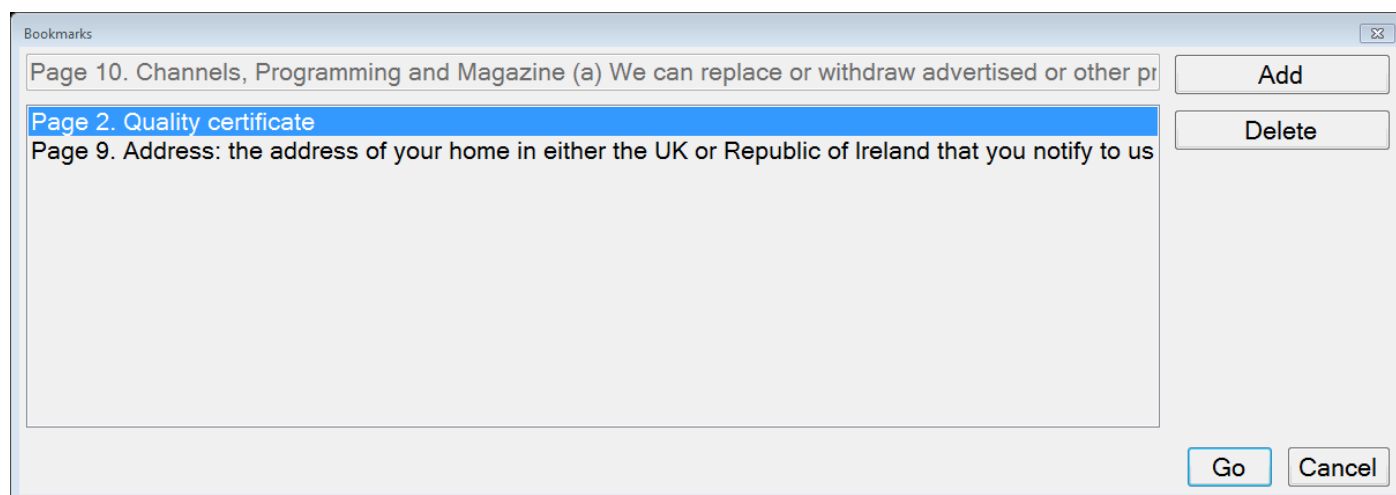 Bookmarks
Page 10. Channels, Programming and Magazine (a) We can replace or withdraw advertised or other pr
Add
Page 2. Quality certificate
Delete
Page 9. Address: the address of your home in either the UK or Republic of Ireland that you notify to us
Go
Cancel